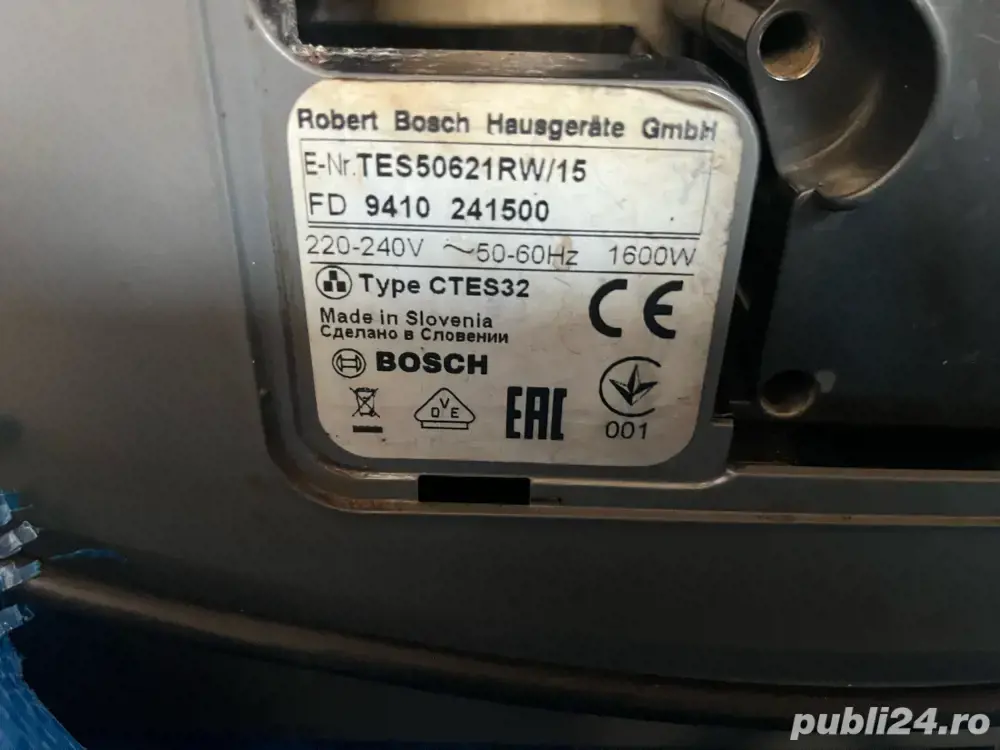 Robert Bosch Hausgeräte GmbH
E-Nr. TES50621RW/15
FD 9410 241500
220-240V ~50-60Hz 1600W
Type CTES32
Made in Slovenia
Сделано в Словении
BOSCH
CE
DVE
EAC
001
publi24.ro